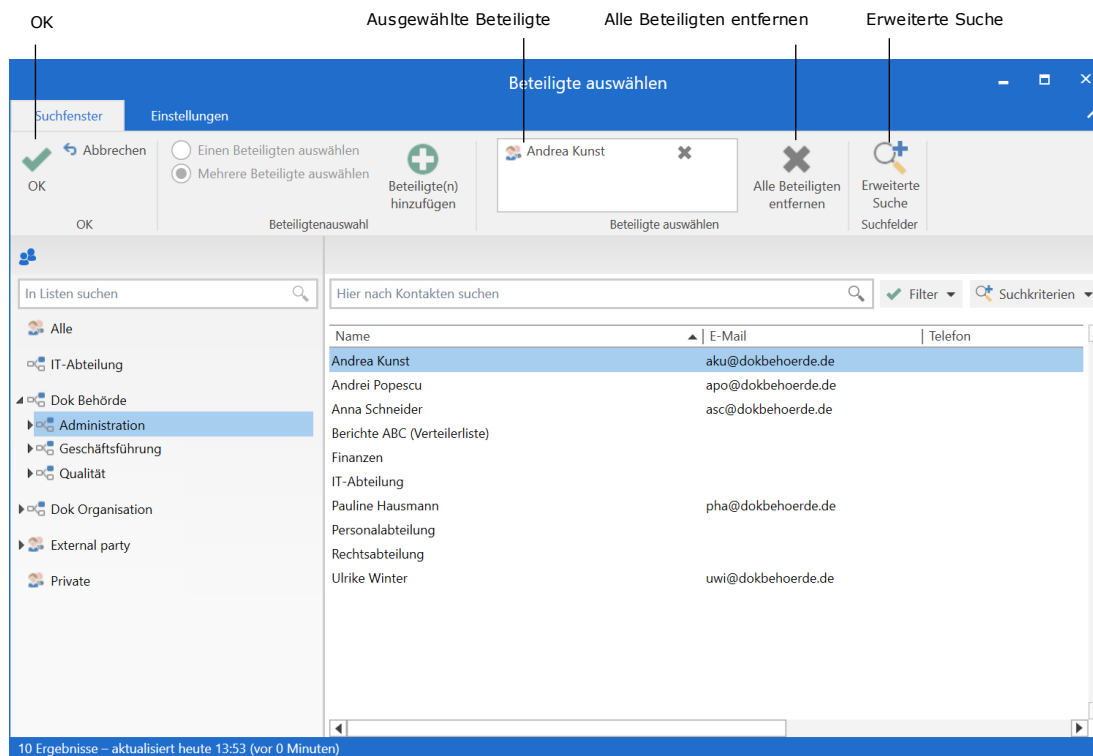 OK Ausgewählte Beteiligte Alle Beteiligten entfernen Erweiterte Suche
Beteiligte auswählen
Suchfenster Einstellungen
Abbrechen
OK
OK
Einen Beteiligten auswählen
Mehrere Beteiligte auswählen
Beteiligte(n)
hinzufügen
Beteiligtenauswahl
Andrea Kunst
Alle Beteiligten
entfernen
Beteiligte auswählen
Erweiterte
Suche
Suchfelder
In Listen suchen
Alle
IT-Abteilung
Dok Behörde
Administration
Geschäftsführung
Qualität
Dok Organisation
External party
Private
Hier nach Kontakten suchen Filter Suchkriterien
Name E-Mail Telefon
Andrea Kunst aku@dokbehoerde.de
Andrei Popescu apo@dokbehoerde.de
Anna Schneider asc@dokbehoerde.de
Berichte ABC (Verteilerliste)
Finanzen
IT-Abteilung
Pauline Hausmann pha@dokbehoerde.de
Personalabteilung
Rechtsabteilung
Ulrike Winter uwi@dokbehoerde.de
10 Ergebnisse – aktualisiert heute 13:53 (vor 0 Minuten)